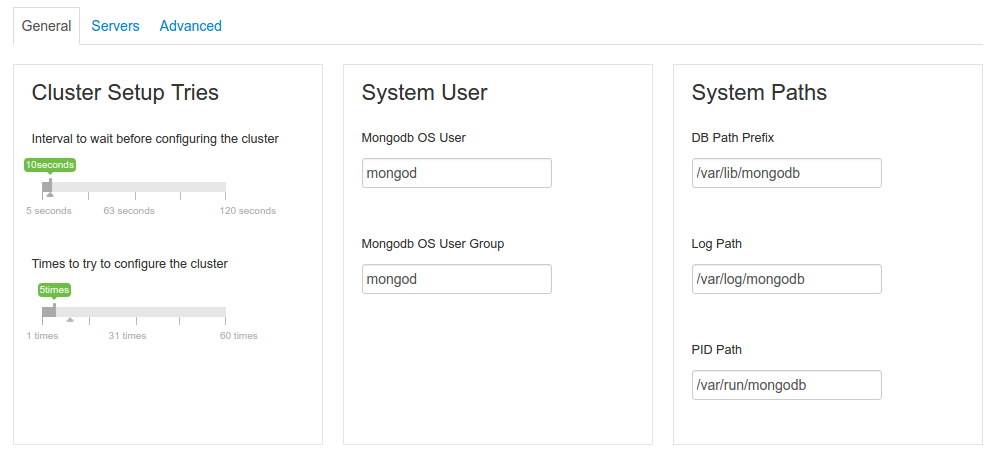 General Servers Advanced
Cluster Setup Tries
Interval to wait before configuring the cluster
10seconds
5 seconds 63 seconds 120 seconds
Times to try to configure the cluster
5times
1 times 31 times 60 times
System User
Mongodb OS User
mongod
Mongodb OS User Group
mongod
System Paths
DB Path Prefix
/var/lib/mongodb
Log Path
/var/log/mongodb
PID Path
/var/run/mongodb